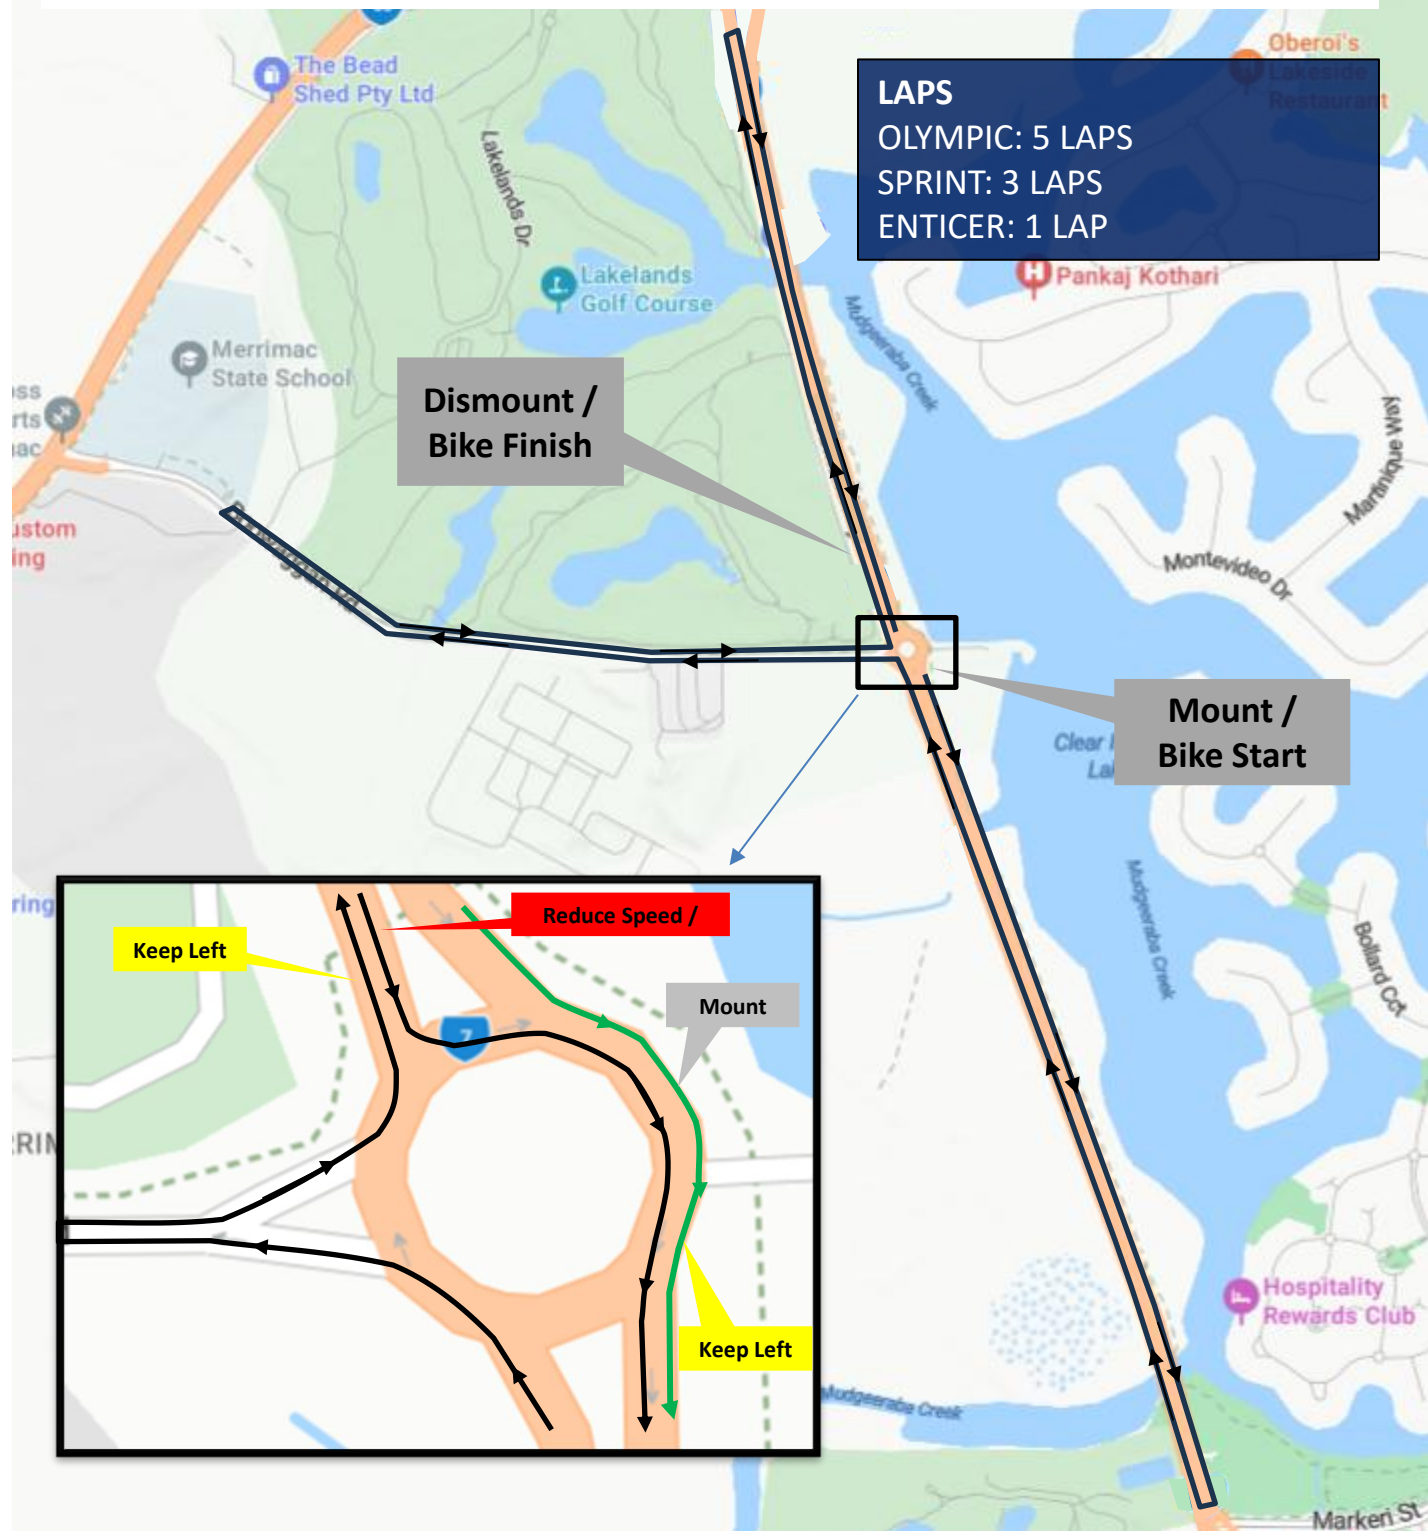 The Bead
Shed Pty Ltd
Oberoi's
Lakeside
Restaurant
LAPS
OLYMPIC: 5 LAPS
SPRINT: 3 LAPS
ENTICER: 1 LAP
Lakelands Dr
Lakelands
Golf Course
Pankaj Kothari
Mudgeeraba Creek
Merrimac
State School
Martinique Way
Dismount /
Bike Finish
Montevideo Dr
Mount /
Bike Start
Clear
Mudgeeraba Creek
Bollard Cct
Reduce Speed /
Keep Left
Mount
7
Keep Left
Hospitality
Rewards Club
Mudgeeraba Creek
Markeri St